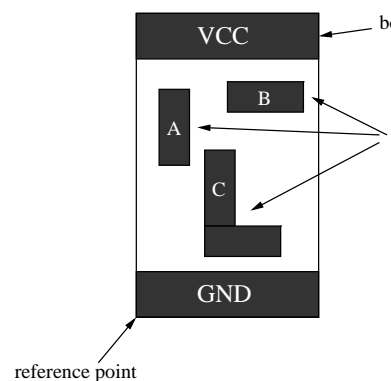 VCC
B
A
C
GND
reference point